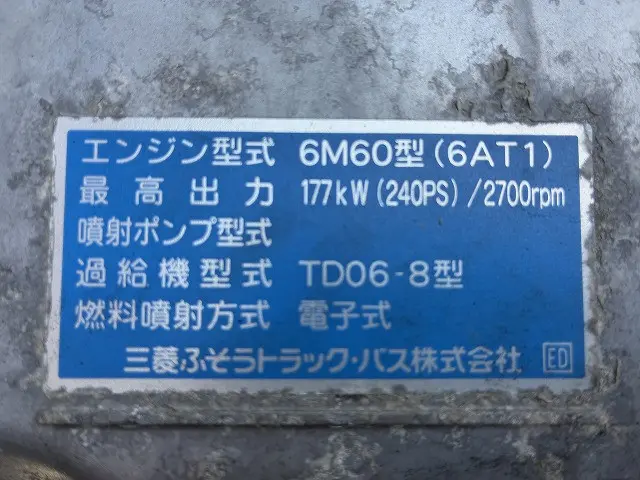 エンジン型式 6M60型(6AT1)
最高出力 177kW(240PS)/2700rpm
噴射ポンプ型式
過給機型式 TD06-8型
燃料噴射方式 電子式
三菱ふそうトラック・バス株式会社 ED